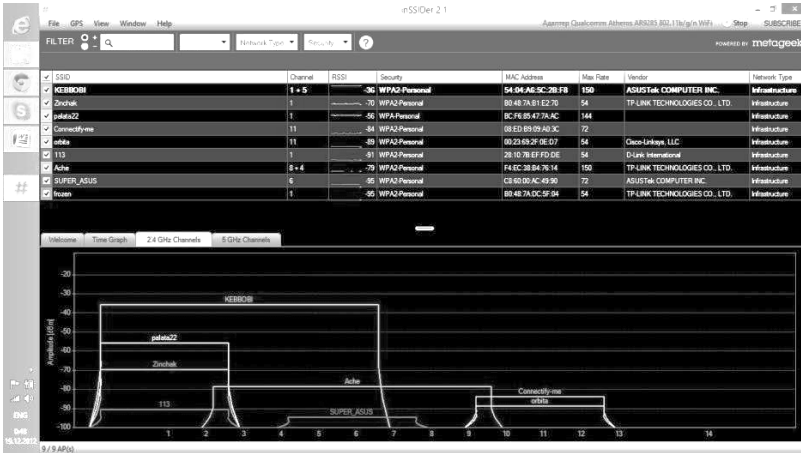 inSSIDer 2.1
File GPS View Window Help
Адаптер Qualcomm Atheros AR9285 802.11b/g/n WiFi Stop SUBSCRIBE
FILTER Network Type Security POWERED BY metageek
SSID Channel RSSI Security MAC Address Max Rate Vendor Network Type
KEBBOBI 1 + 5 -36 WPA2-Personal 54:04:A6:5C:2B:F8 150 ASUSTek COMPUTER INC. Infrastructure
Zinchak 1 -70 WPA2-Personal B0:48:7A:B1:E2:70 54 TP-LINK TECHNOLOGIES CO., LTD. Infrastructure
palata22 1 -56 WPA-Personal BC:F6:85:47:7A:AC 144 Infrastructure
Connectify-me 11 -84 WPA2-Personal 08:ED:B9:09:A0:3C 72 Infrastructure
orbita 11 -89 WPA2-Personal 00:23:69:2F:0E:D7 54 Cisco-Linksys, LLC Infrastructure
113 1 -91 WPA2-Personal 28:10:7B:EF:FD:DE 54 D-Link International Infrastructure
Ache 8 + 4 -79 WPA2-Personal F4:EC:38:84:76:14 150 TP-LINK TECHNOLOGIES CO., LTD. Infrastructure
SUPER_ASUS 6 -95 WPA2-Personal C8:60:00:AC:49:90 72 ASUSTek COMPUTER INC. Infrastructure
frozen 1 -95 WPA2-Personal B0:48:7A:DC:5F:04 54 TP-LINK TECHNOLOGIES CO., LTD. Infrastructure
Welcome Time Graph 2.4 GHz Channels 5 GHz Channels
Amplitude [dBm]
-20
-30
KEBBOBI
-40
-50
palata22
-60
Zinchak
-70
Ache
-80
Connectify-me
orbita
113
-90
SUPER_ASUS
-100
1 2 3 4 5 6 7 8 9 10 11 12 13 14
ENG
19.12.2012
9 / 9 AP(s)